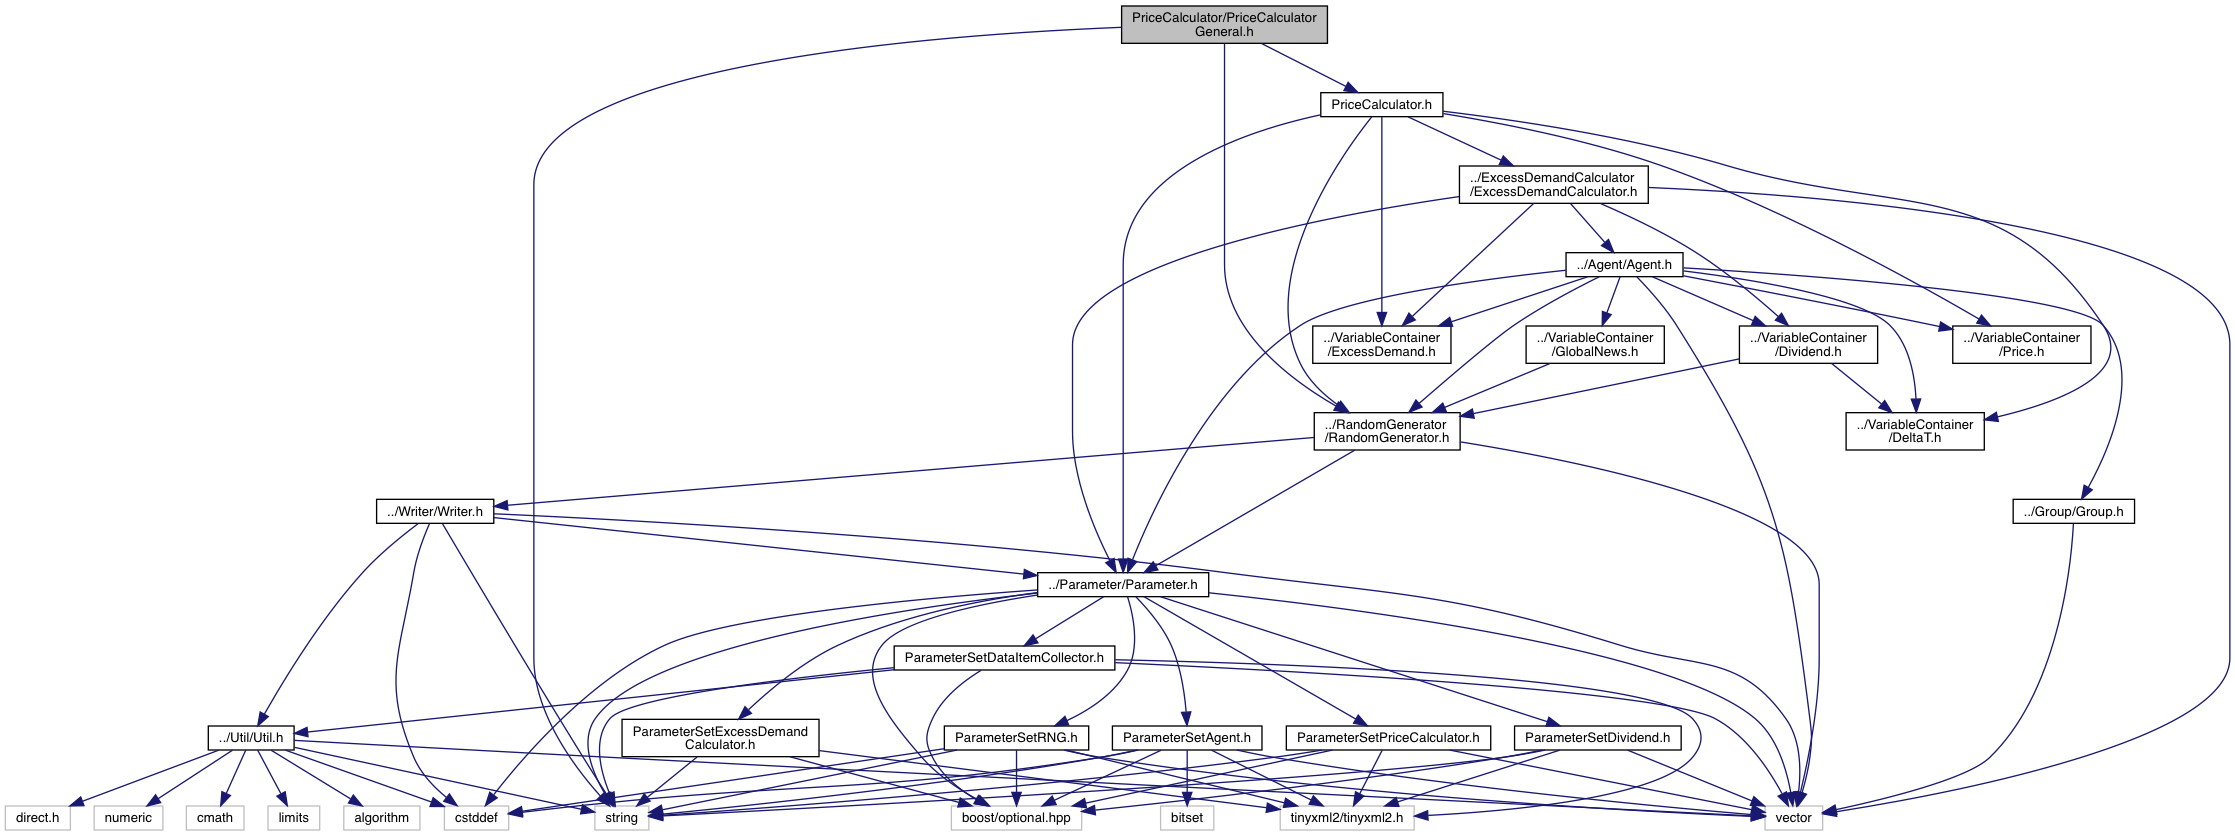 PriceCalculator/PriceCalculator
General.h
PriceCalculator.h
../ExcessDemandCalculator
/ExcessDemandCalculator.h
../Agent/Agent.h
../VariableContainer
/ExcessDemand.h
../VariableContainer
/GlobalNews.h
../VariableContainer
/Dividend.h
../VariableContainer
/Price.h
../RandomGenerator
/RandomGenerator.h
../VariableContainer
/DeltaT.h
../Writer/Writer.h
../Group/Group.h
../Parameter/Parameter.h
ParameterSetDataItemCollector.h
../Util/Util.h
ParameterSetExcessDemand
Calculator.h
ParameterSetRNG.h
ParameterSetAgent.h
ParameterSetPriceCalculator.h
ParameterSetDividend.h
direct.h
numeric
cmath
limits
algorithm
cstddef
string
boost/optional.hpp
bitset
tinyxml2/tinyxml2.h
vector